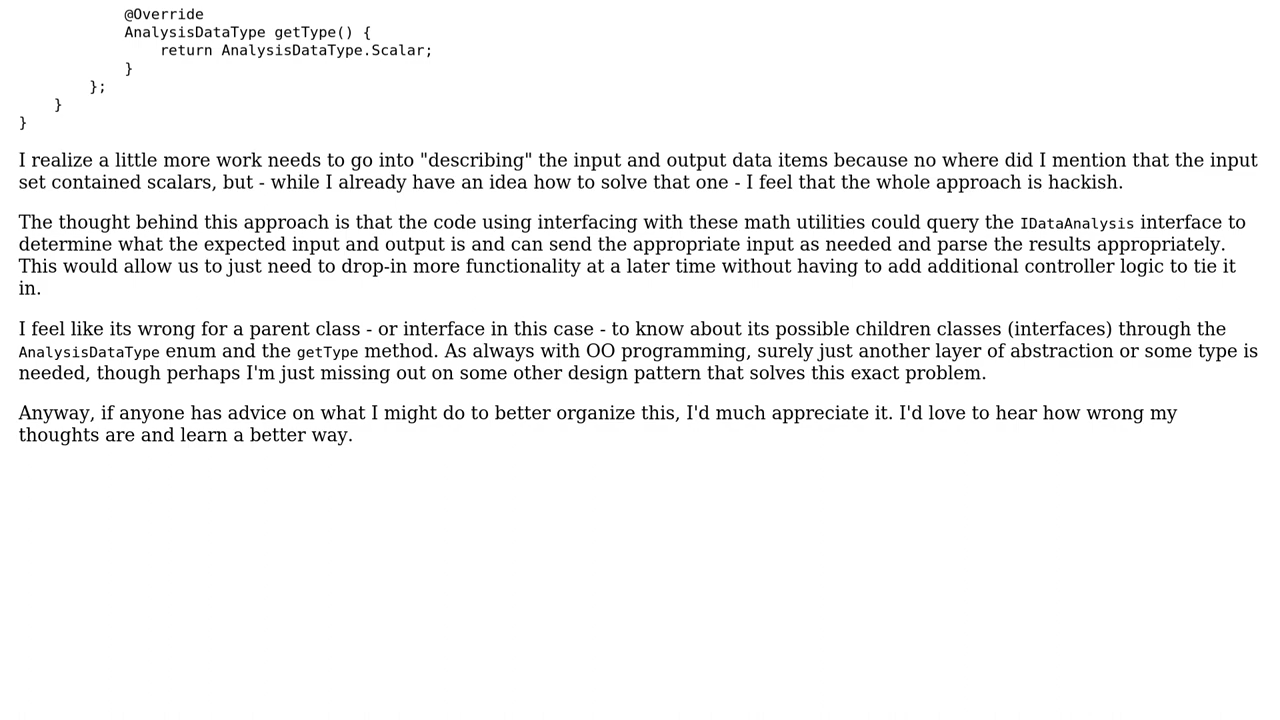 @Override
AnalysisDataType getType() {
return AnalysisDataType.Scalar;
}
};
}
}
I realize a little more work needs to go into "describing" the input and output data items because no where did I mention that the input
set contained scalars, but - while I already have an idea how to solve that one - I feel that the whole approach is hackish.
The thought behind this approach is that the code using interfacing with these math utilities could query the IDataAnalysis interface to
determine what the expected input and output is and can send the appropriate input as needed and parse the results appropriately.
This would allow us to just need to drop-in more functionality at a later time without having to add additional controller logic to tie it
in.
I feel like its wrong for a parent class - or interface in this case - to know about its possible children classes (interfaces) through the
AnalysisDataType enum and the getType method. As always with OO programming, surely just another layer of abstraction or some type is
needed, though perhaps I'm just missing out on some other design pattern that solves this exact problem.
Anyway, if anyone has advice on what I might do to better organize this, I'd much appreciate it. I'd love to hear how wrong my
thoughts are and learn a better way.